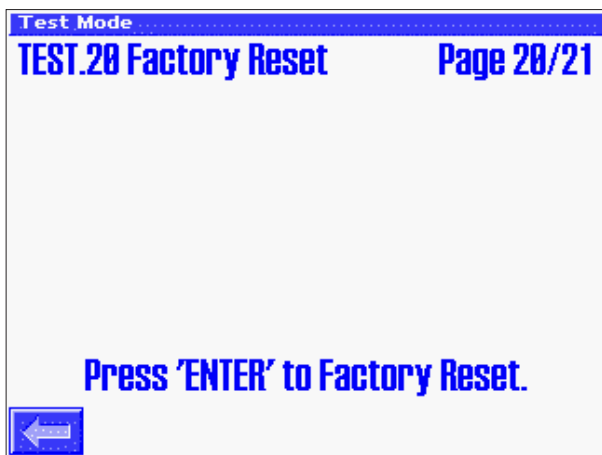 Test Mode
TEST.20 Factory Reset Page 20/21
Press 'ENTER' to Factory Reset.